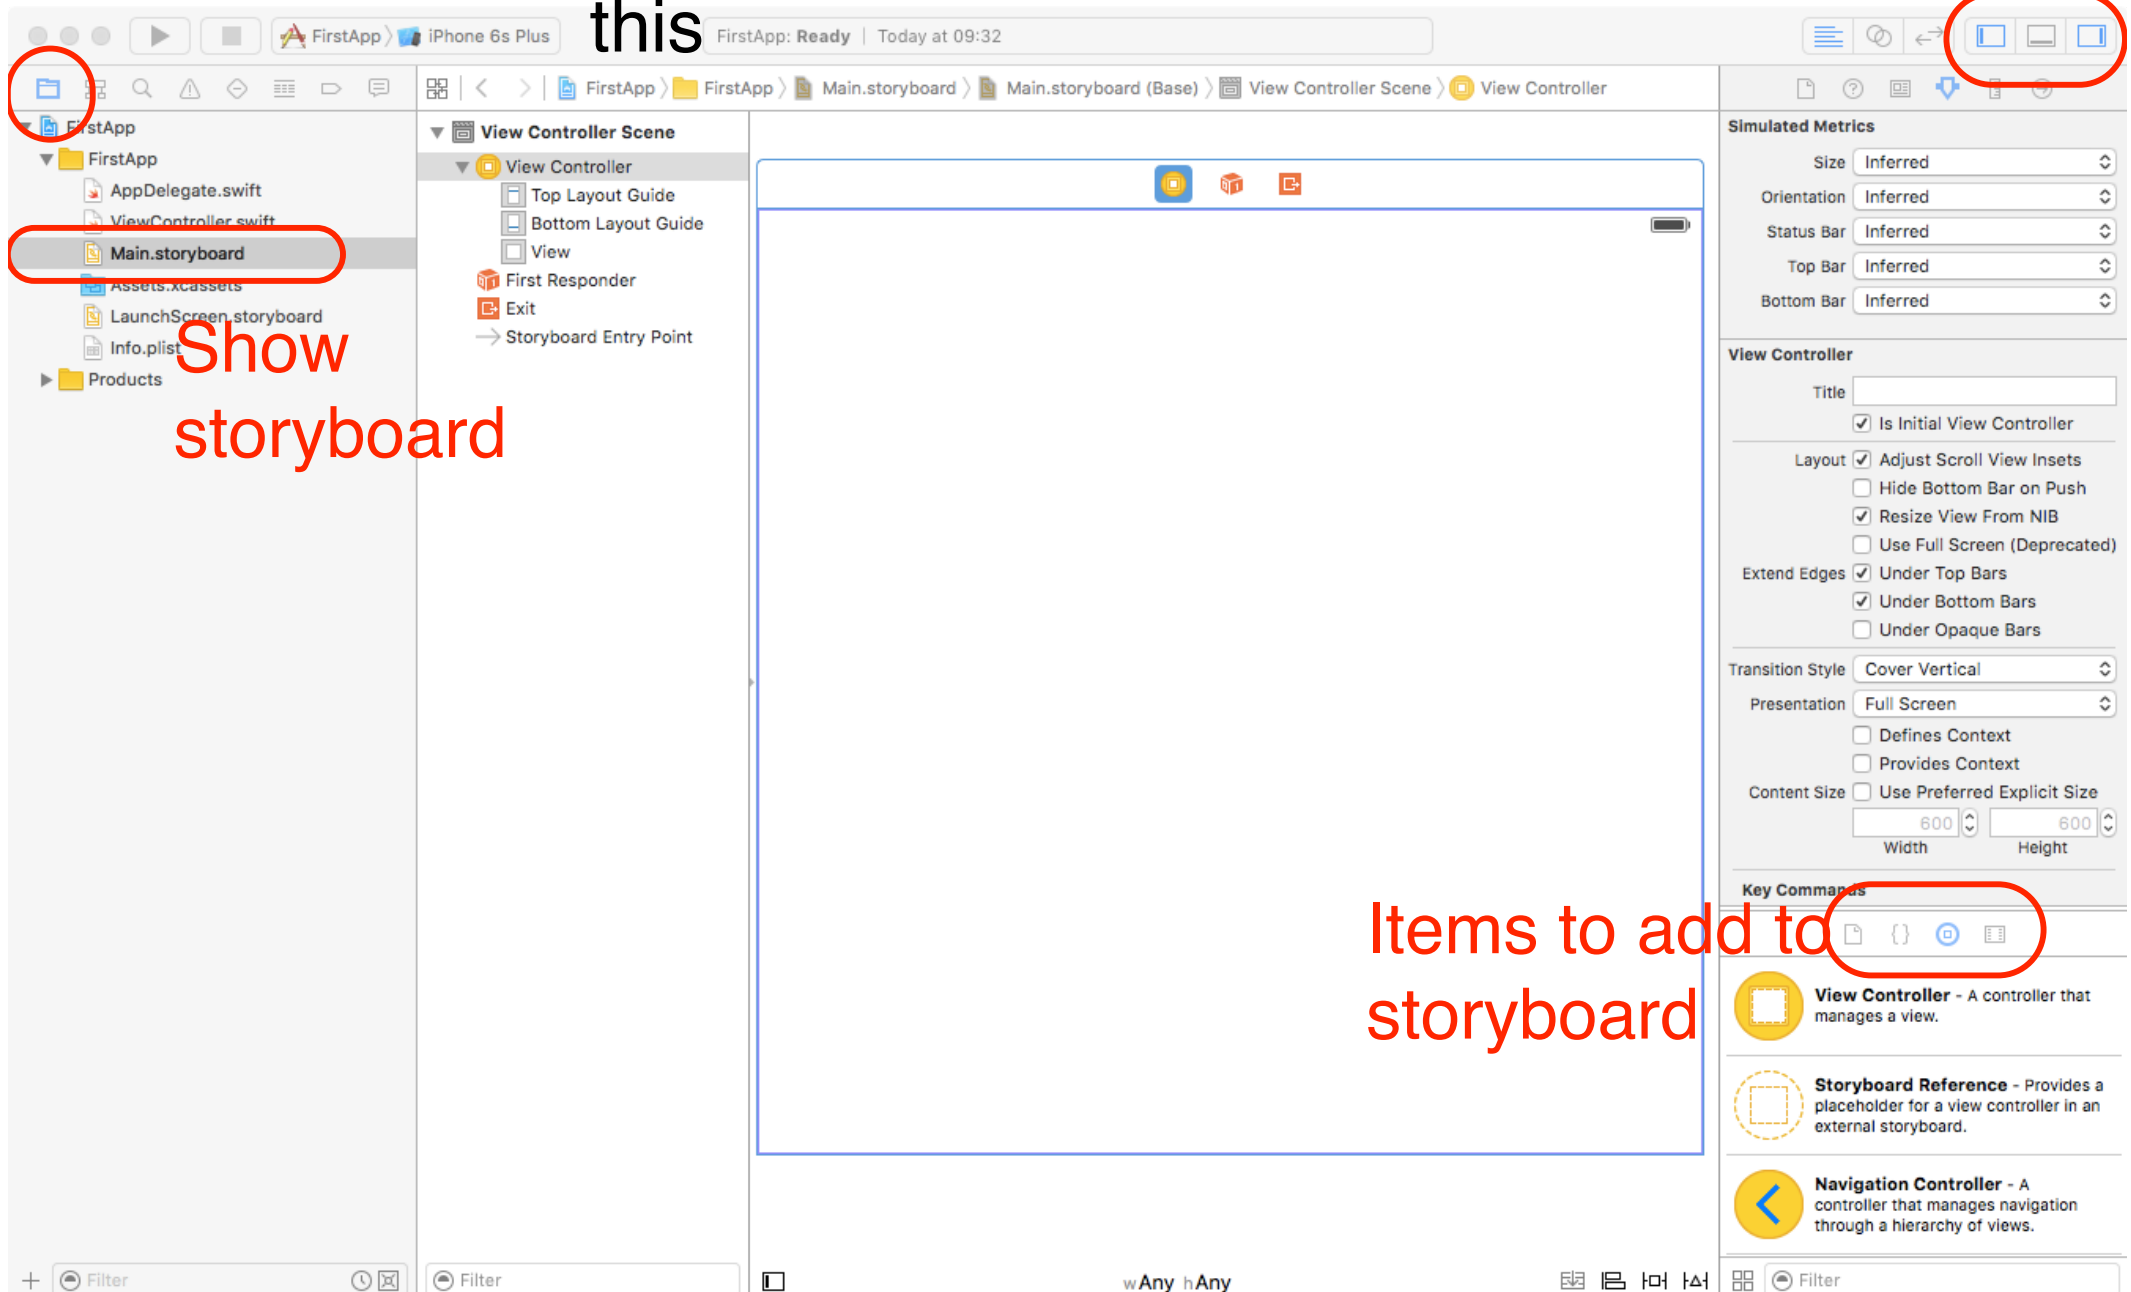 this
FirstApp
iPhone 6s Plus
FirstApp: Ready | Today at 09:32
FirstApp
FirstApp
Main.storyboard
Main.storyboard (Base)
View Controller Scene
View Controller
FirstApp
FirstApp
AppDelegate.swift
ViewController.swift
Main.storyboard
Assets.xcassets
LaunchScreen.storyboard
Info.plist
Products
Show
storyboard
Filter
View Controller Scene
View Controller
Top Layout Guide
Bottom Layout Guide
View
First Responder
Exit
Storyboard Entry Point
Filter
wAny hAny
Items to add to
storyboard
Simulated Metrics
Size Inferred
Orientation Inferred
Status Bar Inferred
Top Bar Inferred
Bottom Bar Inferred
View Controller
Title
Is Initial View Controller
Layout Adjust Scroll View Insets
Hide Bottom Bar on Push
Resize View From NIB
Use Full Screen (Deprecated)
Extend Edges Under Top Bars
Under Bottom Bars
Under Opaque Bars
Transition Style Cover Vertical
Presentation Full Screen
Defines Context
Provides Context
Content Size Use Preferred Explicit Size
600 600
Width Height
Key Commands
{}
View Controller - A controller that
manages a view.
Storyboard Reference - Provides a
placeholder for a view controller in an
external storyboard.
Navigation Controller - A
controller that manages navigation
through a hierarchy of views.
Filter